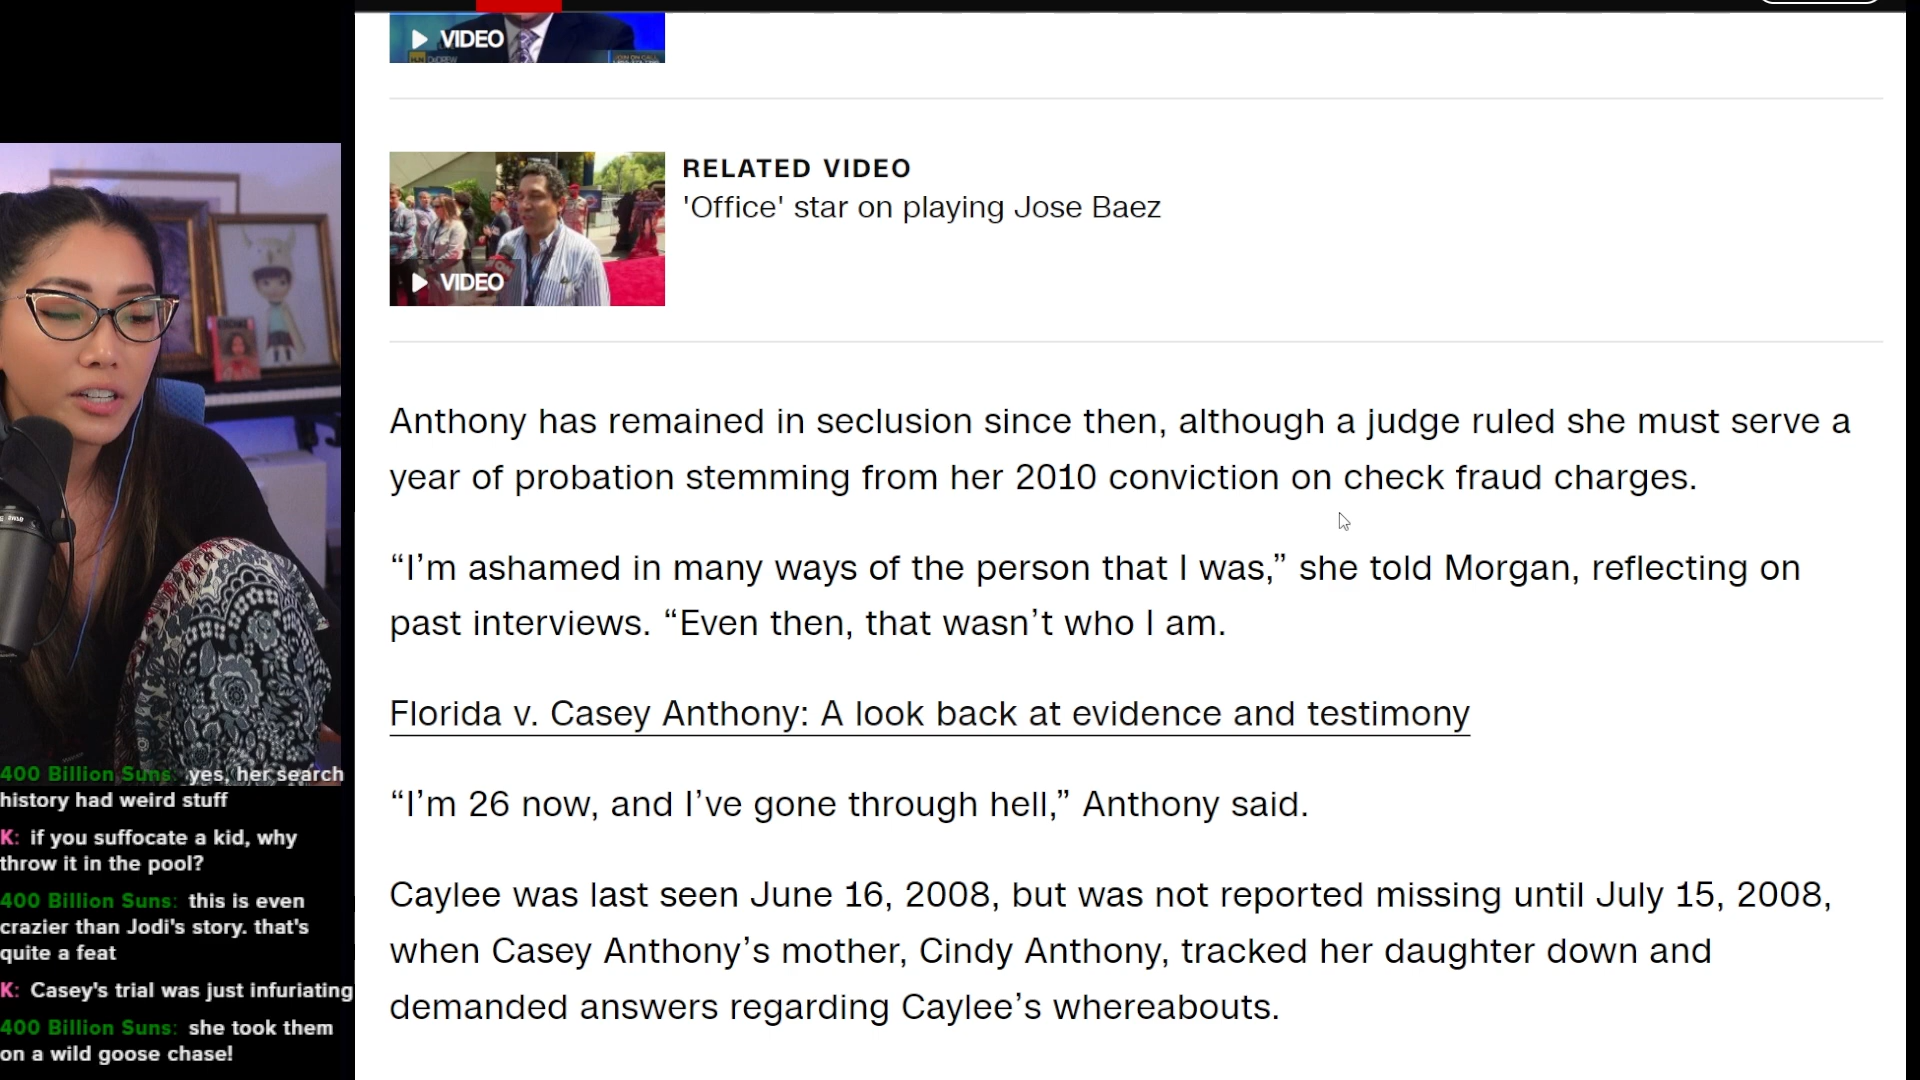 VIDEO
RELATED VIDEO
'Office' star on playing Jose Baez
VIDEO
Anthony has remained in seclusion since then, although a judge ruled she must serve a
year of probation stemming from her 2010 conviction on check fraud charges.
“I’m ashamed in many ways of the person that I was,” she told Morgan, reflecting on
past interviews. “Even then, that wasn’t who I am.
Florida v. Casey Anthony: A look back at evidence and testimony
“I’m 26 now, and I’ve gone through hell,” Anthony said.
Caylee was last seen June 16, 2008, but was not reported missing until July 15, 2008,
when Casey Anthony’s mother, Cindy Anthony, tracked her daughter down and
demanded answers regarding Caylee’s whereabouts.
400 Billion Suns: yes, her search
history had weird stuff
K: if you suffocate a kid, why
throw it in the pool?
400 Billion Suns: this is even
crazier than Jodi's story. that's
quite a feat
K: Casey's trial was just infuriating
400 Billion Suns: she took them
on a wild goose chase!